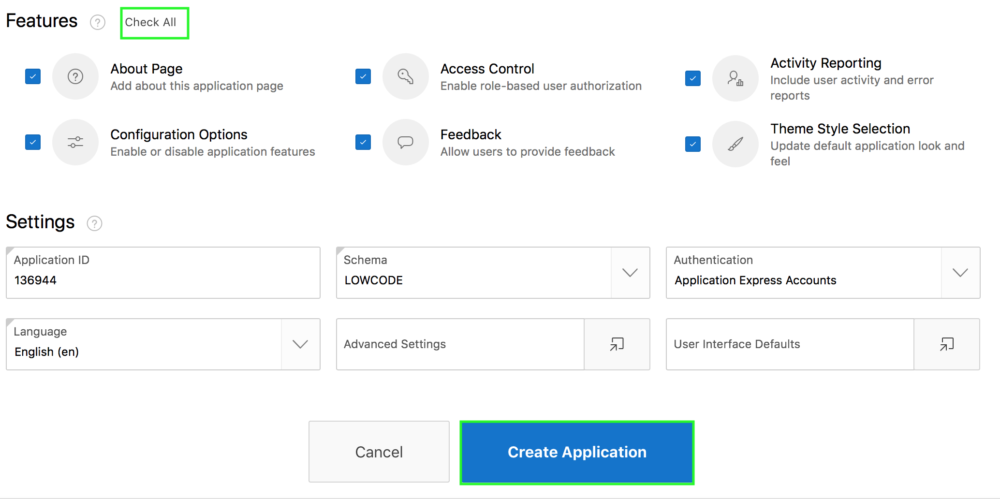 Features ? Check All
About Page
Add about this application page
Access Control
Enable role-based user authorization
Activity Reporting
Include user activity and error
reports
Configuration Options
Enable or disable application features
Feedback
Allow users to provide feedback
Theme Style Selection
Update default application look and
feel
Settings ?
Application ID
136944
Schema
LOWCODE
Authentication
Application Express Accounts
Language
English (en)
Advanced Settings
User Interface Defaults
Cancel
Create Application